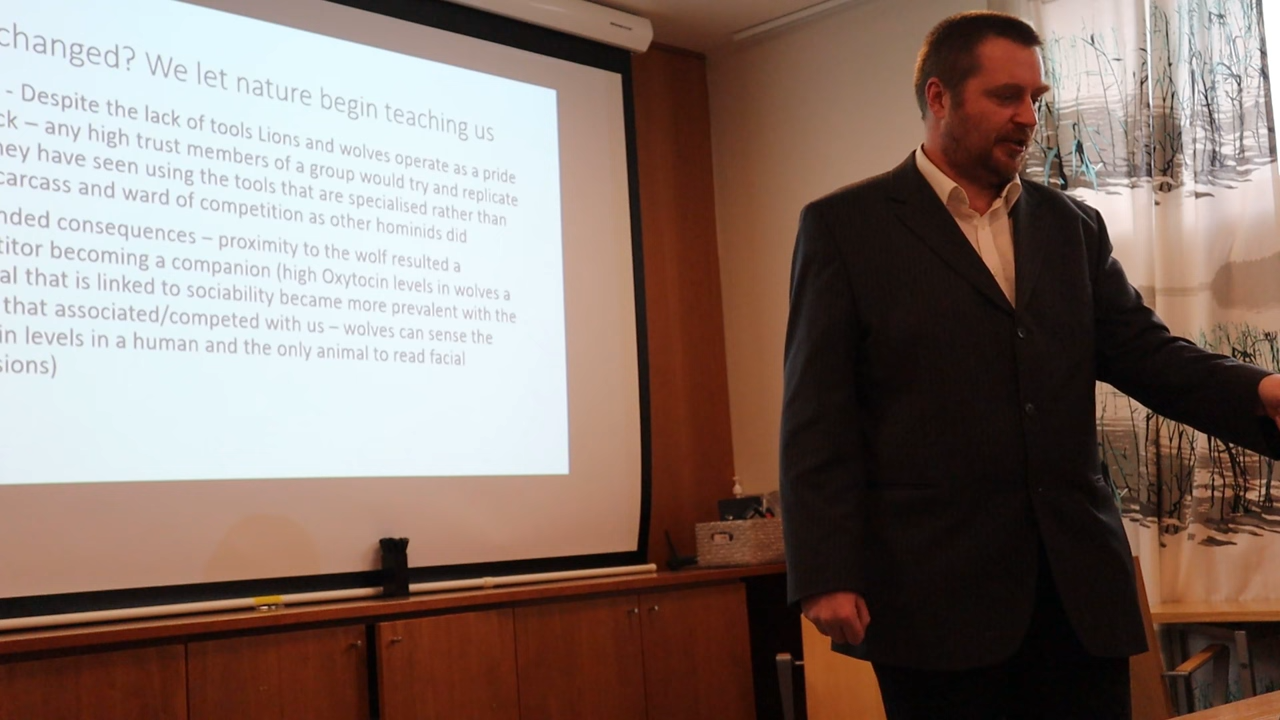 changed? We let nature begin teaching us
- Despite the lack of tools Lions and wolves operate as a pride
ck – any high trust members of a group would try and replicate
hey have seen using the tools that are specialised rather than
carcass and ward of competition as other hominids did
nded consequences – proximity to the wolf resulted a
titor becoming a companion (high Oxytocin levels in wolves a
al that is linked to sociability became more prevalent with the
that associated/competed with us – wolves can sense the
in levels in a human and the only animal to read facial
sions)